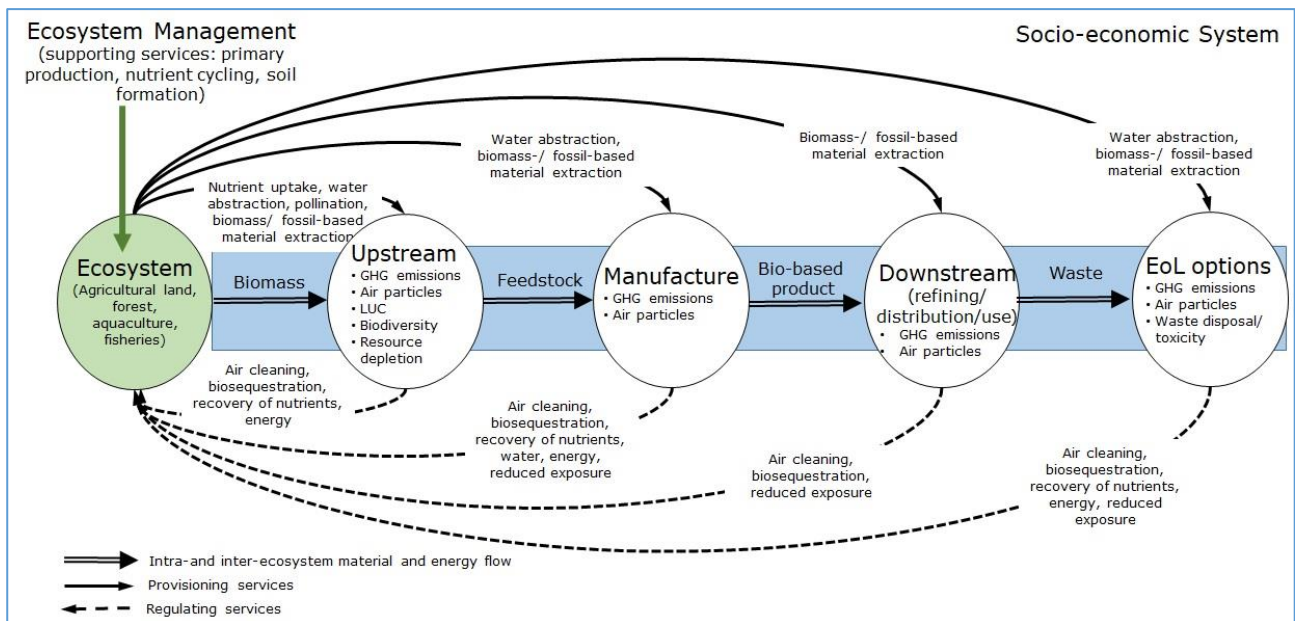 Ecosystem Management
(supporting services: primary
production, nutrient cycling, soil
formation)
Socio-economic System
Nutrient uptake, water
abstraction, pollination,
biomass/ fossil-based
material extraction
Water abstraction,
biomass-/ fossil-based
material extraction
Biomass-/ fossil-based
material extraction
Water abstraction,
biomass-/ fossil-based
material extraction
Ecosystem
(Agricultural land,
forest,
aquaculture,
fisheries)
Biomass
Upstream
• GHG emissions
• Air particles
• LUC
• Biodiversity
• Resource
depletion
Feedstock
Manufacture
• GHG emissions
• Air particles
Bio-based
product
Downstream
(refining/
distribution/use)
• GHG emissions
• Air particles
Waste
EoL options
• GHG emissions
• Air particles
• Waste disposal/
toxicity
Air cleaning,
biosequestration,
recovery of nutrients,
energy
Air cleaning,
biosequestration,
recovery of nutrients,
water, energy,
reduced exposure
Air cleaning,
biosequestration,
reduced exposure
Air cleaning,
biosequestration,
recovery of nutrients,
energy, reduced
exposure
Intra-and inter-ecosystem material and energy flow
Provisioning services
Regulating services